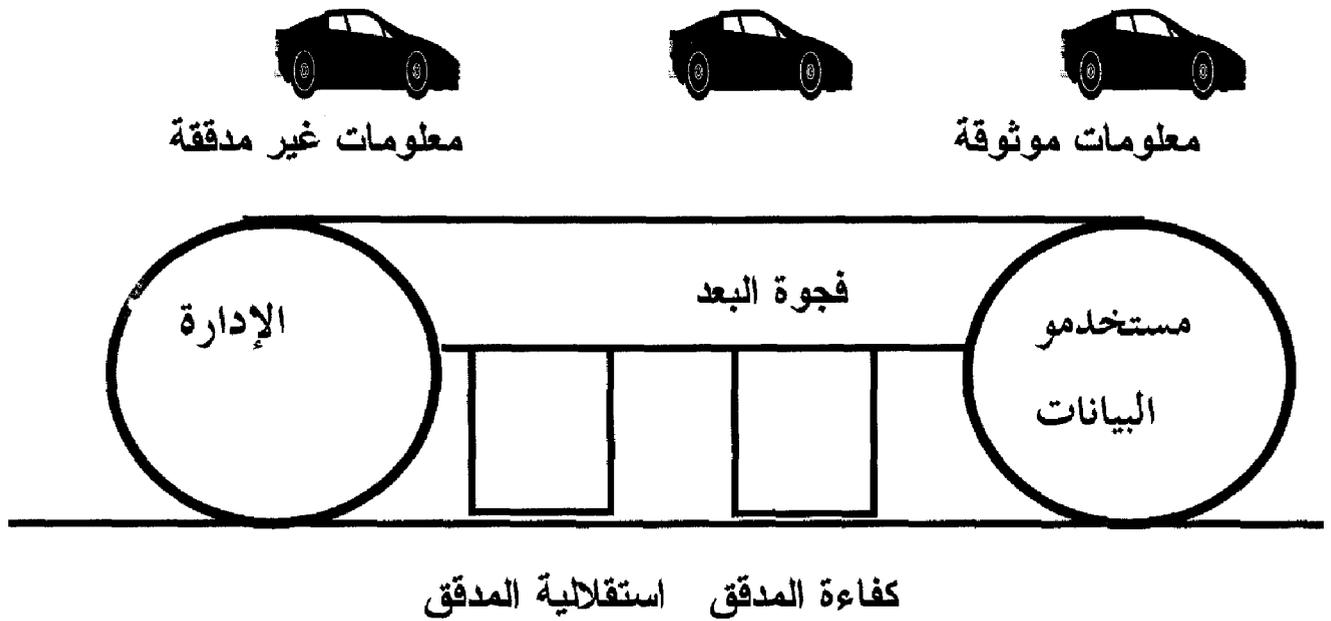 معلومات موثوقة
معلومات غير مدققة
فجوة البعد
مستخدمو
البيانات
الإدارة
كفاءة المدقق
استقلالية المدقق